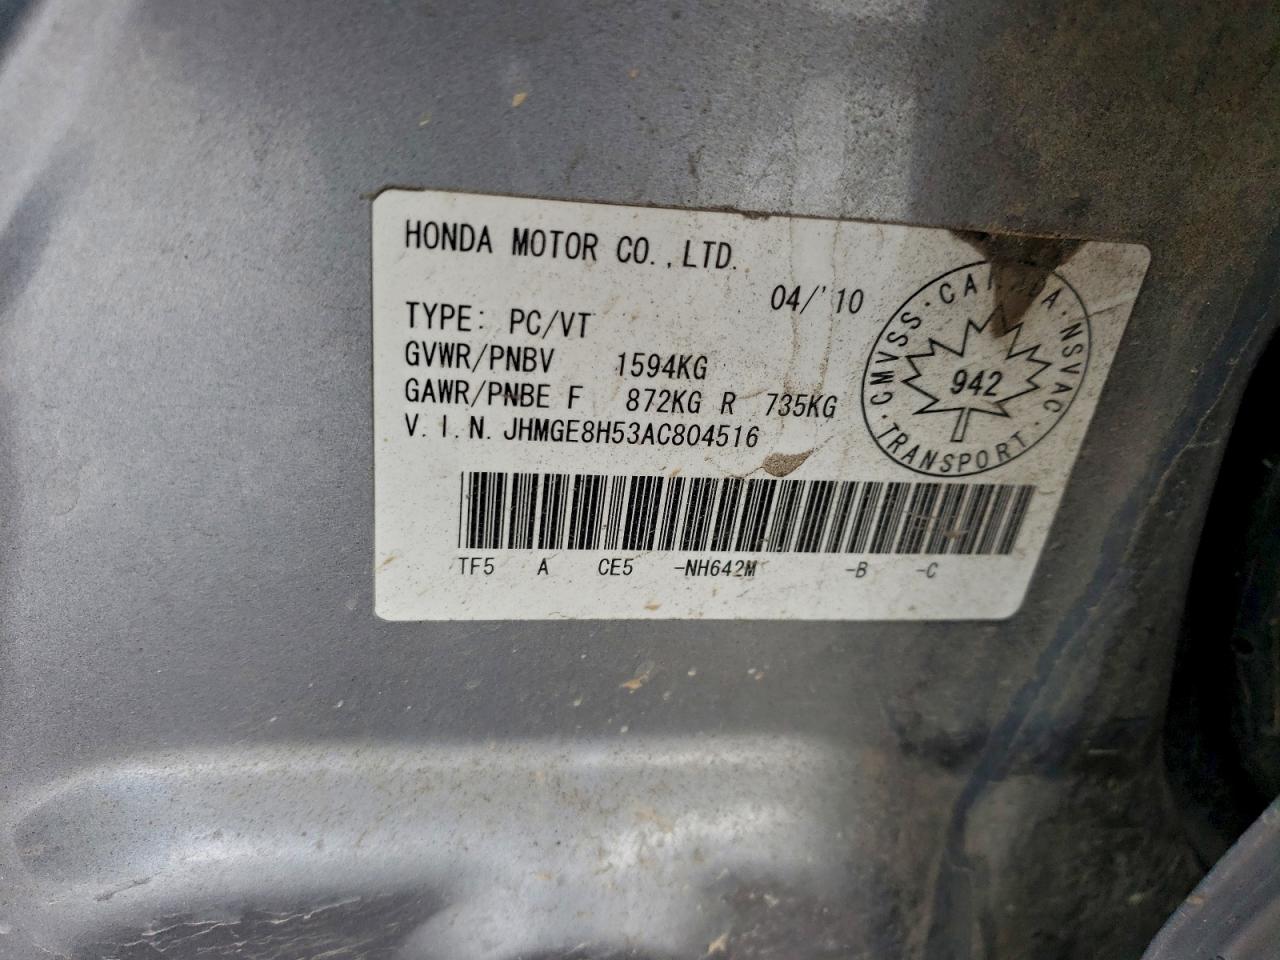 HONDA MOTOR CO.,LTD.
04/'10
TYPE: PC/VT
GVWR/PNBV 1594KG
GAWR/PNBE F 872KG R 735KG
V.I.N. JHMGE8H53AC804516
TF5 A CE5 -NH642M -B -C
CMVSS · CANADA · NSVAC · TRANSPORT ·
942